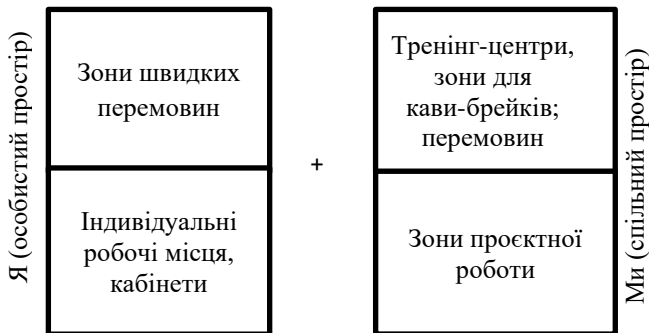 Я (особистий простір)
Зони швидких
перемовин
Індивідуальні
робочі місця,
кабінети
+
Тренінг-центри,
зони для
кави-брейків;
перемовин
Зони проєктної
роботи
Ми (спільний простір)